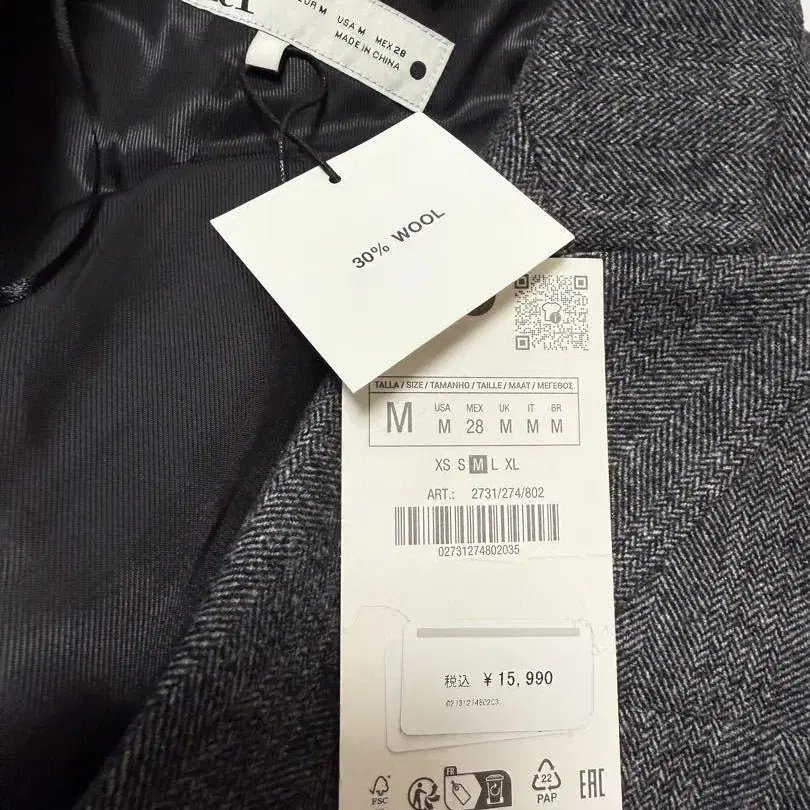 EUR M USA M MEX 28
MADE IN CHINA
30% WOOL
TALLA / SIZE / TAMANHO / TAILLE / MAAT / ΜΕΓΕΘΟΣ
M USA M MEX 28 UK M IT M BR M
XS S M L XL
ART.: 2731/274/802
02731274802035
税込 ¥15,990
FSC
FR
22
PAP
EAC